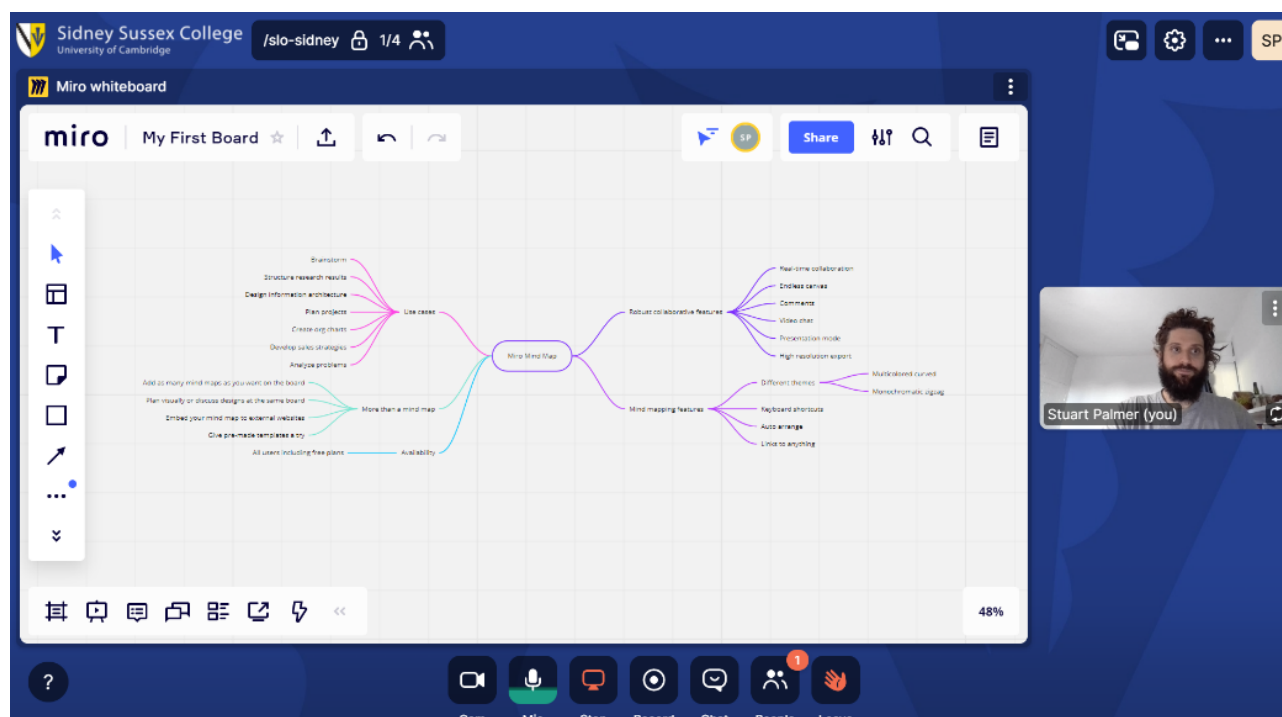 Sidney Sussex College
University of Cambridge
/slo-sidney 1/4
SP
Miro whiteboard
miro My First Board
SP
Share
Brainstorm
Structure research results
Design information architecture
Plan projects
Create org charts
Develop sales strategies
Analyze problems
Use cases
Add as many mind maps as you want on the board
Plan visually or discuss designs at the same board
Embed your mind map to external websites
Give pre-made templates a try
More than a mind map
All users including free plans
Availability
Miro Mind Map
Robust collaborative features
Real-time collaboration
Endless canvas
Comments
Video chat
Presentation mode
High resolution export
Mind mapping features
Different themes
Multicolored curved
Monochromatic zigzag
Keyboard shortcuts
Auto arrange
Links to anything
Stuart Palmer (you)
T
48%
?
1